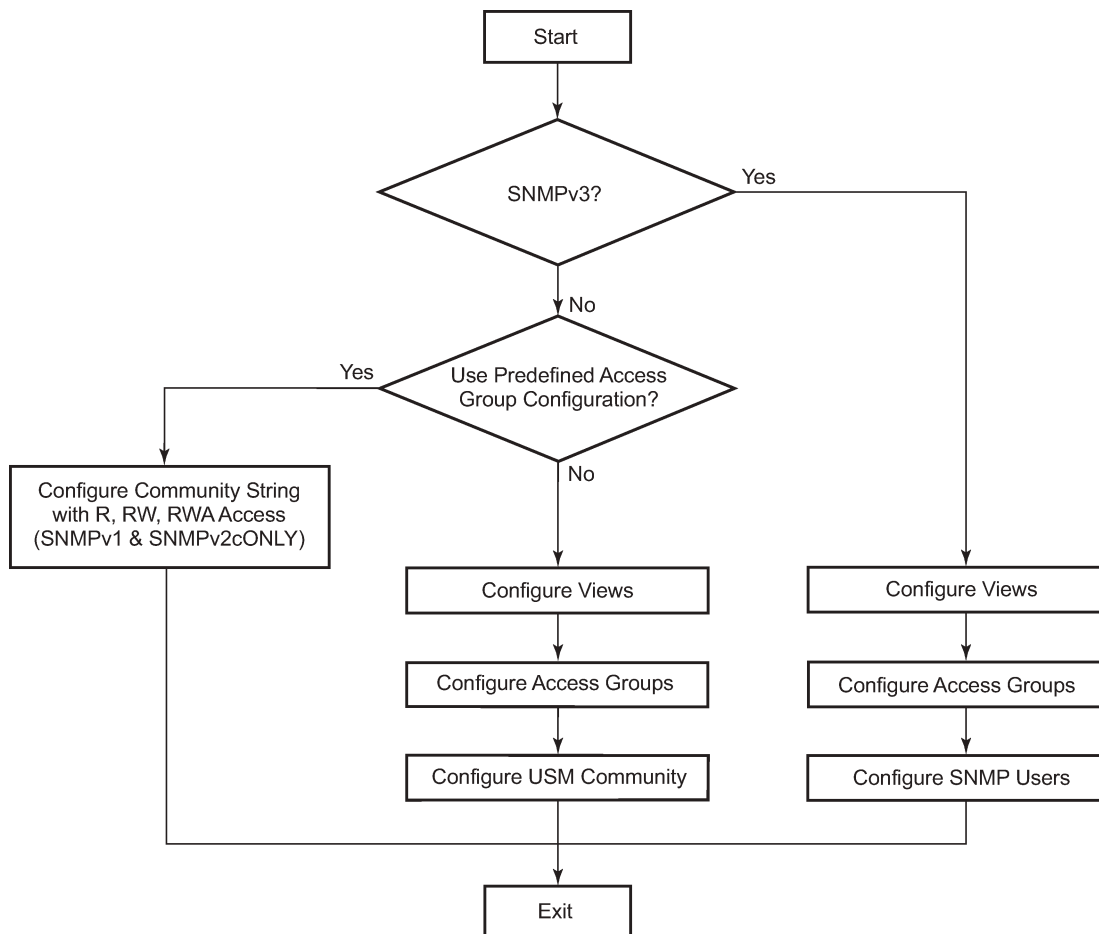 Start
SNMPv3?
Yes
No
Yes
Use Predefined Access
Group Configuration?
No
Configure Community String
with R, RW, RWA Access
(SNMPv1 & SNMPv2cONLY)
Configure Views
Configure Views
Configure Access Groups
Configure Access Groups
Configure USM Community
Configure SNMP Users
Exit